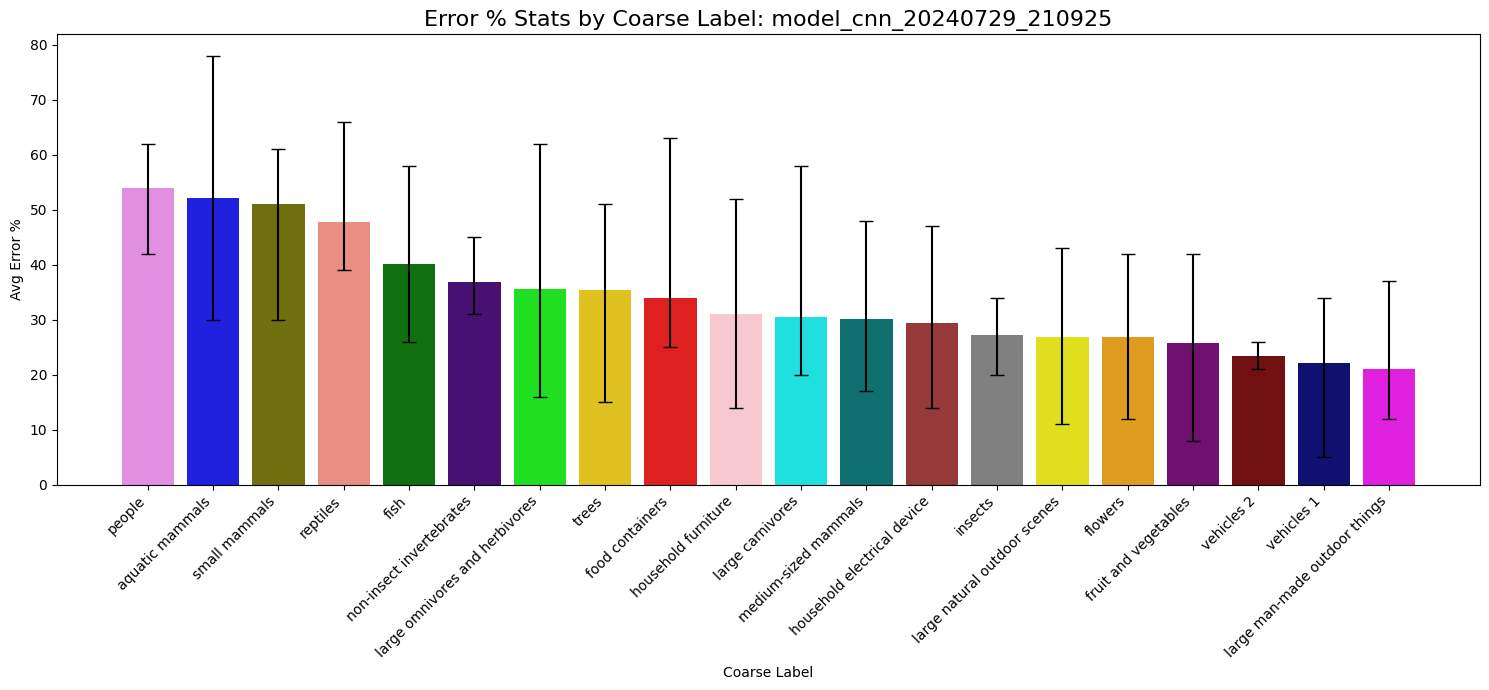 Error % Stats by Coarse Label: model_cnn_20240729_210925
Avg Error %
80
70
60
50
40
30
20
10
0
people
aquatic mammals
small mammals
reptiles
fish
non-insect invertebrates
large omnivores and herbivores
trees
food containers
household furniture
large carnivores
medium-sized mammals
household electrical device
insects
large natural outdoor scenes
flowers
fruit and vegetables
vehicles 2
vehicles 1
large man-made outdoor things
Coarse Label